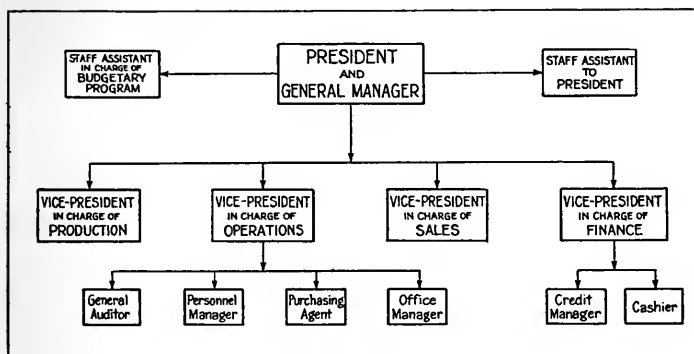 STAFF ASSISTANT
IN CHARGE OF
BUDGETARY
PROGRAM
PRESIDENT
AND
GENERAL MANAGER
STAFF ASSISTANT
TO
PRESIDENT
VICE-PRESIDENT
IN CHARGE OF
PRODUCTION
VICE-PRESIDENT
IN CHARGE OF
OPERATIONS
VICE-PRESIDENT
IN CHARGE OF
SALES
VICE-PRESIDENT
IN CHARGE OF
FINANCE
General
Auditor
Personnel
Manager
Purchasing
Agent
Office
Manager
Credit
Manager
Cashier